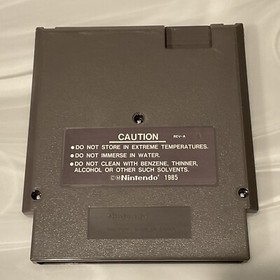 CAUTION
REV-A
•DO NOT STORE IN EXTREME TEMPERATURES.
•DO NOT IMMERSE IN WATER.
•DO NOT CLEAN WITH BENZENE, THINNER,
ALCOHOL OR OTHER SUCH SOLVENTS.
©Nintendo® 1985